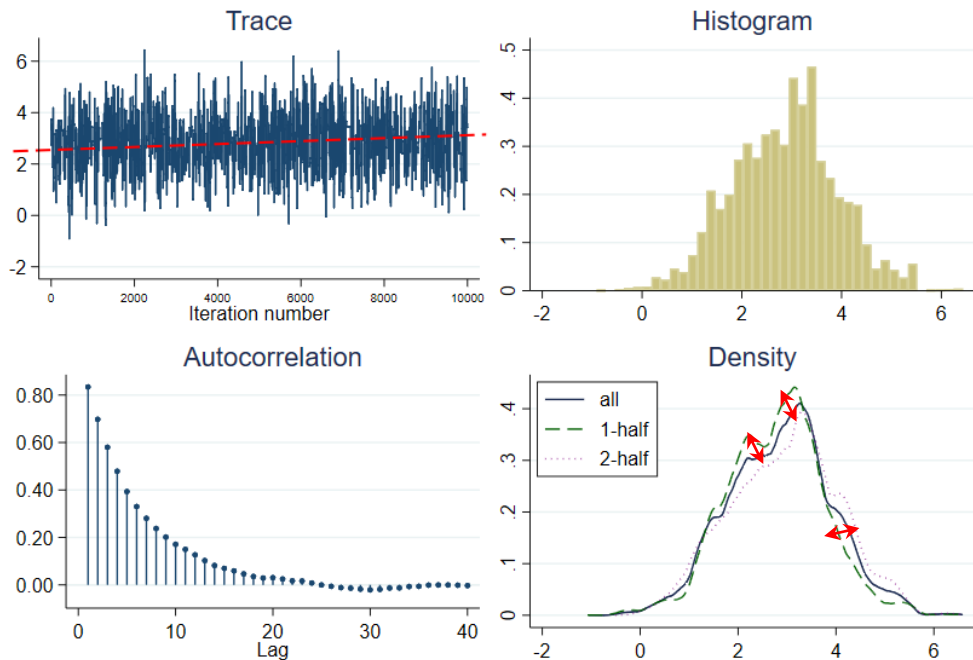 Trace
6
4
2
0
-2
0 2000 4000 6000 8000 10000
Iteration number
Histogram
.5
.4
.3
.2
.1
0
-2 0 2 4 6
Autocorrelation
0.80
0.60
0.40
0.20
0.00
0 10 20 30 40
Lag
Density
all
1-half
2-half
.4
.3
.2
.1
0
-2 0 2 4 6